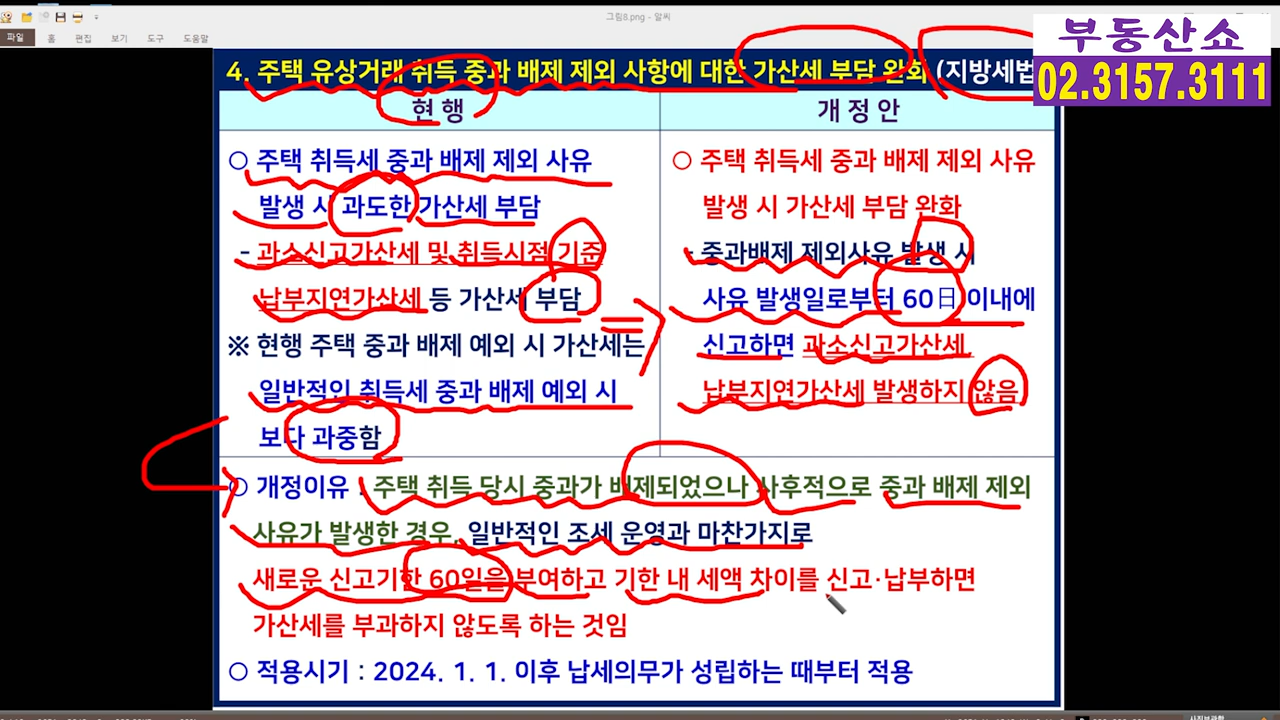 그림8.png - 알씨
파일 홈 편집 보기 도구 도움말
부동산쇼
02.3157.3111
4. 주택 유상거래 취득 중과 배제 제외 사항에 대한 가산세 부담 완화 (지방세법
현 행
개 정 안
○ 주택 취득세 중과 배제 제외 사유
발생 시 과도한 가산세 부담
- 과소신고가산세 및 취득시점 기준
납부지연가산세 등 가산세 부담
※ 현행 주택 중과 배제 예외 시 가산세는
일반적인 취득세 중과 배제 예외 시
보다 과중함
○ 주택 취득세 중과 배제 제외 사유
발생 시 가산세 부담 완화
- 중과배제 제외사유 발생 시
사유 발생일로부터 60日 이내에
신고하면 과소신고가산세,
납부지연가산세 발생하지 않음
○ 개정이유 : 주택 취득 당시 중과가 배제되었으나 사후적으로 중과 배제 제외
사유가 발생한 경우, 일반적인 조세 운영과 마찬가지로
새로운 신고기한 60일을 부여하고 기한 내 세액 차이를 신고·납부하면
가산세를 부과하지 않도록 하는 것임
○ 적용시기 : 2024. 1. 1. 이후 납세의무가 성립하는 때부터 적용